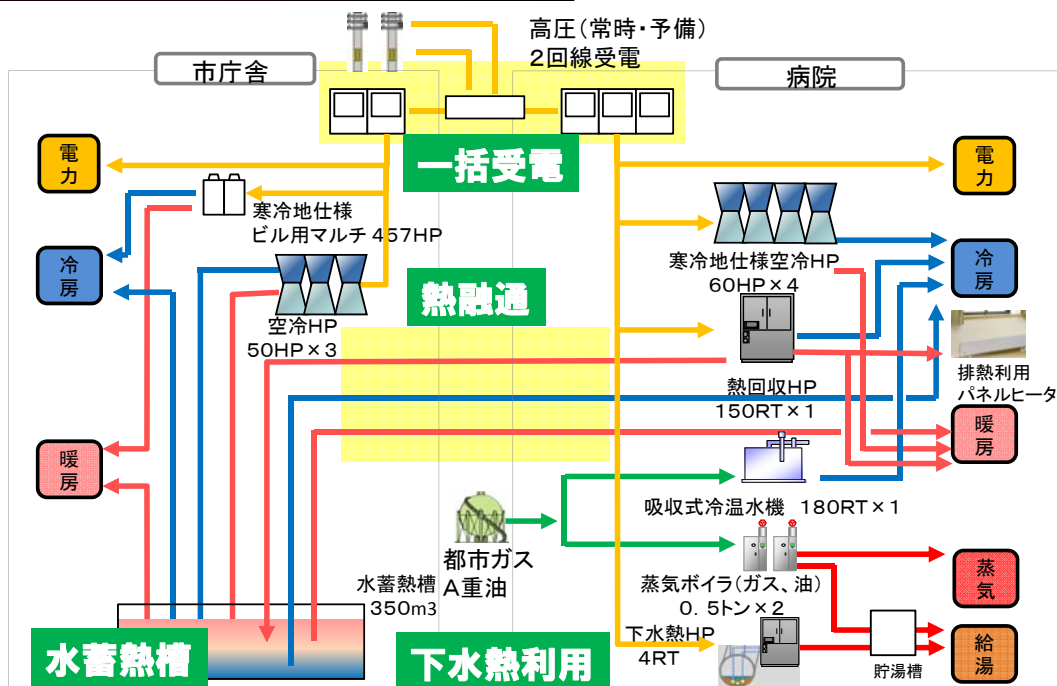 高圧(常時・予備)
2回線受電
市庁舎
病院
一括受電
電力
電力
寒冷地仕様
ビル用マルチ 457HP
冷房
空冷HP
50HP×3
熱融通
寒冷地仕様空冷HP
60HP×4
冷房
排熱利用
パネルヒータ
熱回収HP
150RT×1
暖房
暖房
吸収式冷温水機 180RT×1
都市ガス
A重油
蒸気ボイラ(ガス、油)
0.5トン×2
蒸気
水蓄熱槽
350m3
水蓄熱槽
下水熱利用
下水熱HP
4RT
貯湯槽
給湯